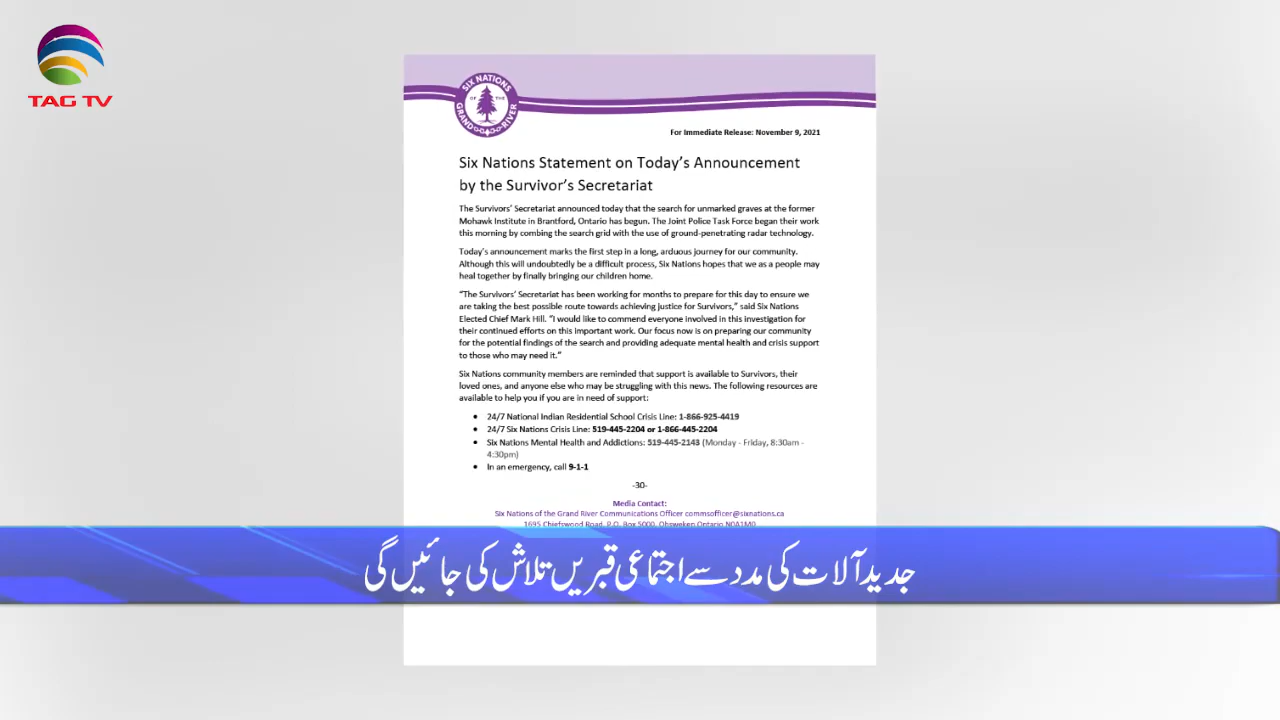 TAG TV
SIX NATIONS
OF THE
GRAND RIVER
For Immediate Release: November 9, 2021
Six Nations Statement on Today's Announcement
by the Survivor's Secretariat
The Survivors' Secretariat announced today that the search for unmarked graves at the former
Mohawk Institute in Brantford, Ontario has begun. The Joint Police Task Force began their work
this morning by combing the search grid with the use of ground-penetrating radar technology.
Today's announcement marks the first step in a long, arduous journey for our community.
Although this will undoubtedly be a difficult process, Six Nations hopes that we as a people may
heal together by finally bringing our children home.
"The Survivors' Secretariat has been working for months to prepare for this day to ensure we
are taking the best possible route towards achieving justice for Survivors," said Six Nations
Elected Chief Mark Hill. "I would like to commend everyone involved in this investigation for
their continued efforts on this important work. Our focus now is on preparing our community
for the potential findings of the search and providing adequate mental health and crisis support
to those who may need it."
Six Nations community members are reminded that support is available to Survivors, their
loved ones, and anyone else who may be struggling with this news. The following resources are
available to help you if you are in need of support:
• 24/7 National Indian Residential School Crisis Line: 1-866-925-4419
• 24/7 Six Nations Crisis Line: 519-445-2204 or 1-866-445-2204
• Six Nations Mental Health and Addictions: 519-445-2143 (Monday - Friday, 8:30am -
4:30pm)
• In an emergency, call 9-1-1
-30-
Media Contact:
Six Nations of the Grand River Communications Officer commsofficer@sixnations.ca
1695 Chiefswood Road, P.O. Box 5000, Ohsweken Ontario N0A1M0
جدید آلات کی مدد سے اجتماعی قبریں تلاش کی جائیں گی